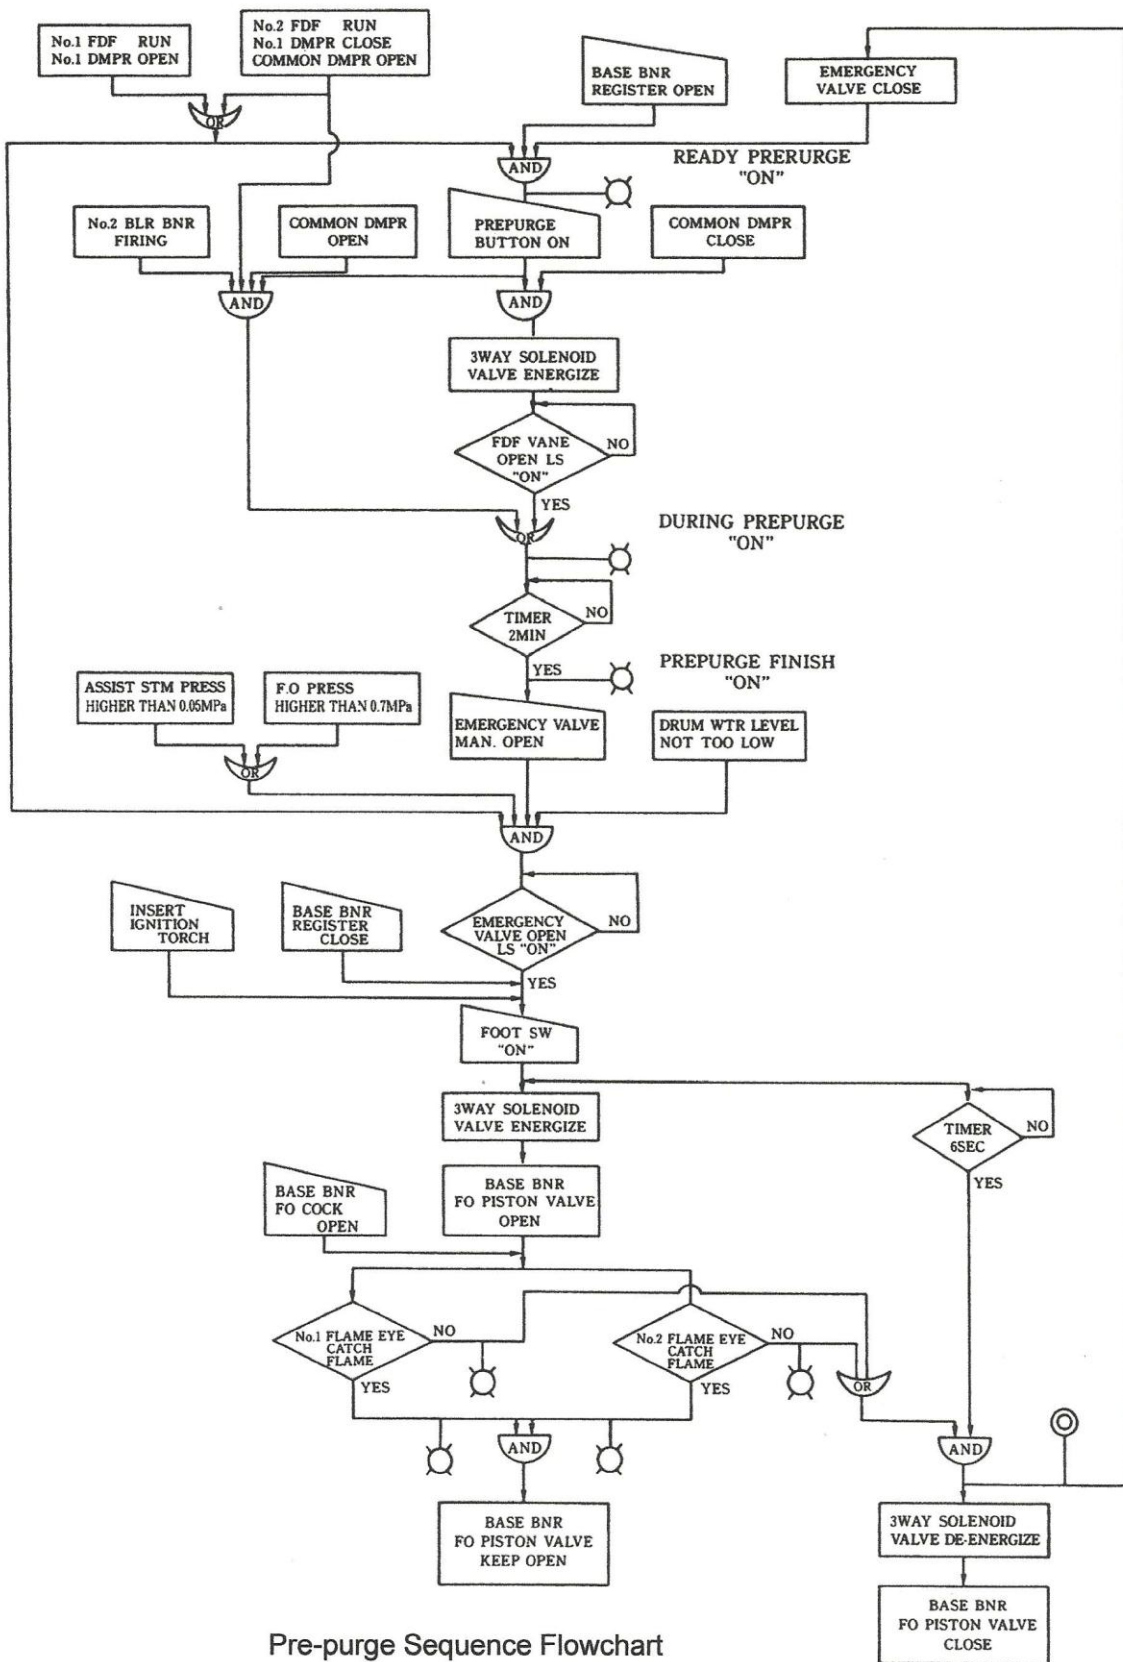 No.1 FDF RUN
No.1 DMPR OPEN
No.2 FDF RUN
No.1 DMPR CLOSE
COMMON DMPR OPEN
BASE BNR
REGISTER OPEN
EMERGENCY
VALVE CLOSE
OR
AND
READY PRERURGE
"ON"
No.2 BLR BNR
FIRING
COMMON DMPR
OPEN
PREPURGE
BUTTON ON
COMMON DMPR
CLOSE
AND
AND
3WAY SOLENOID
VALVE ENERGIZE
FDF VANE
OPEN LS
"ON"
NO
YES
OR
DURING PREPURGE
"ON"
TIMER
2MIN
NO
YES
PREPURGE FINISH
"ON"
ASSIST STM PRESS
HIGHER THAN 0.05MPa
F.O PRESS
HIGHER THAN 0.7MPa
EMERGENCY VALVE
MAN. OPEN
DRUM WTR LEVEL
NOT TOO LOW
OR
AND
INSERT
IGNITION
TORCH
BASE BNR
REGISTER
CLOSE
EMERGENCY
VALVE OPEN
LS "ON"
NO
YES
FOOT SW
"ON"
3WAY SOLENOID
VALVE ENERGIZE
TIMER
6SEC
NO
YES
BASE BNR
FO COCK
OPEN
BASE BNR
FO PISTON VALVE
OPEN
No.1 FLAME EYE
CATCH
FLAME
NO
YES
No.2 FLAME EYE
CATCH
FLAME
NO
YES
OR
AND
AND
BASE BNR
FO PISTON VALVE
KEEP OPEN
3WAY SOLENOID
VALVE DE-ENERGIZE
BASE BNR
FO PISTON VALVE
CLOSE
Pre-purge Sequence Flowchart